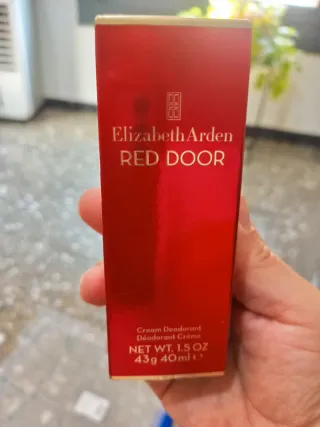 Elizabeth Arden
RED DOOR
Cream Deodorant
Déodorant Crème
NET WT. 1.5 OZ
43g 40ml ℮